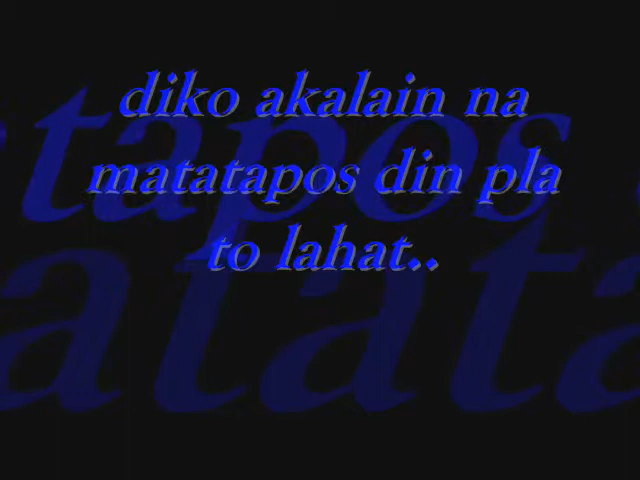 diko akalain na
matatapos din pla
to lahat..